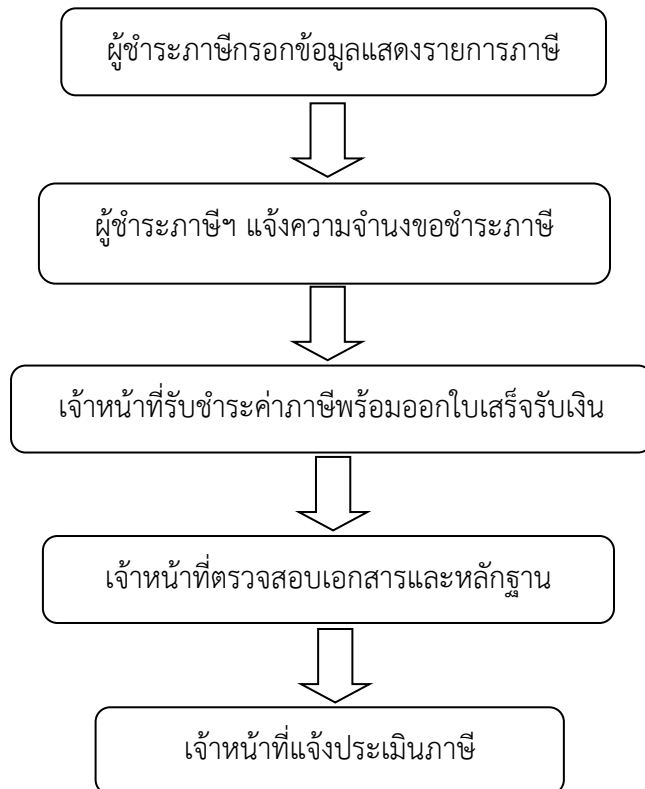 ผู้ชำระภาษีกรอกข้อมูลแสดงรายการภาษี
ผู้ชำระภาษีฯ แจ้งความจำนงขอชำระภาษี
เจ้าหน้าที่รับชำระค่าภาษีพร้อมออกใบเสร็จรับเงิน
เจ้าหน้าที่ตรวจสอบเอกสารและหลักฐาน
เจ้าหน้าที่แจ้งประเมินภาษี